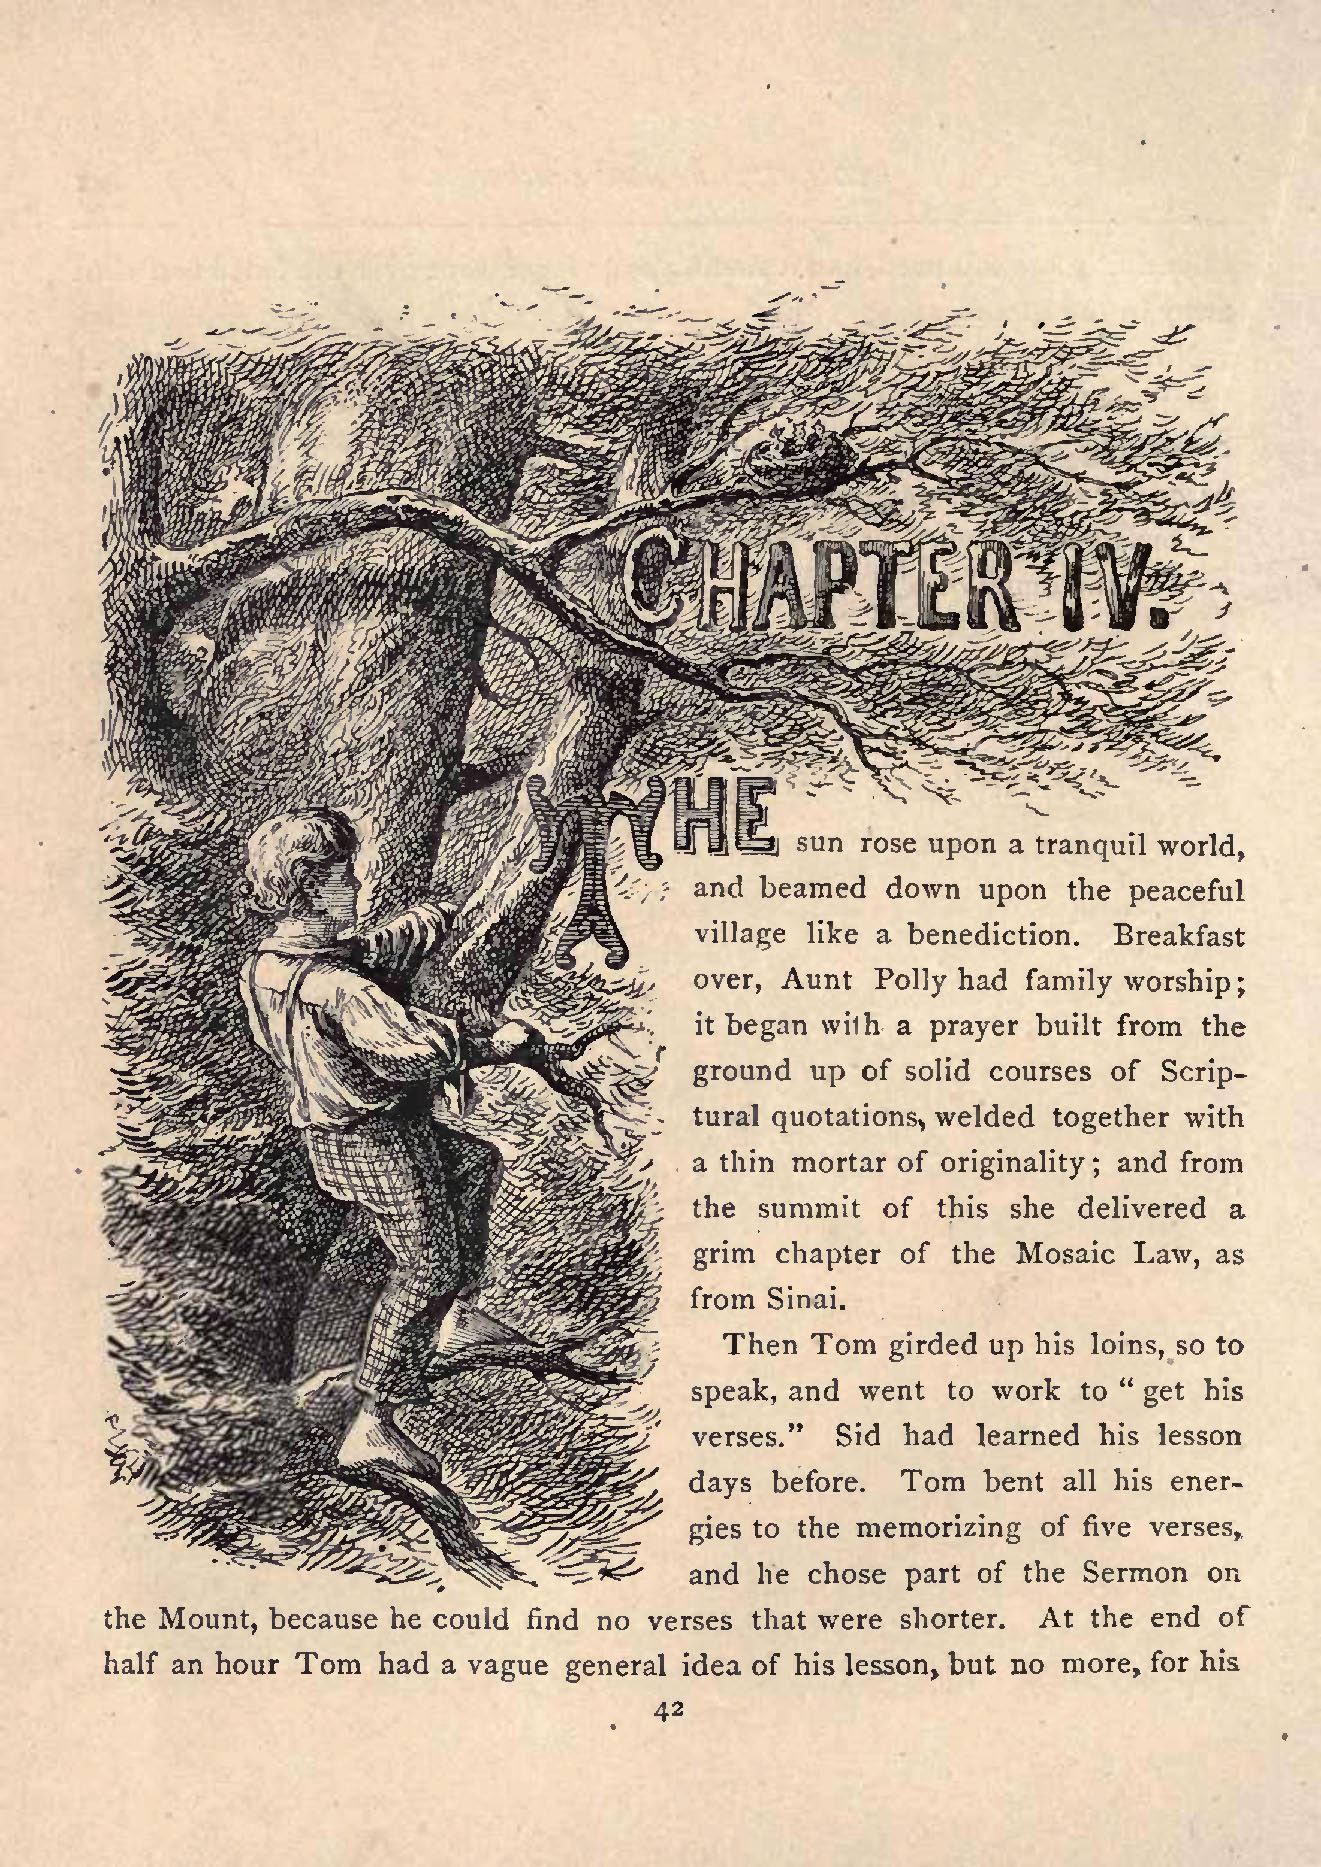 CHAPTER IV.
THE sun rose upon a tranquil world,
and beamed down upon the peaceful
village like a benediction. Breakfast
over, Aunt Polly had family worship;
it began with a prayer built from the
ground up of solid courses of Scrip-
tural quotations, welded together with
a thin mortar of originality; and from
the summit of this she delivered a
grim chapter of the Mosaic Law, as
from Sinai.
Then Tom girded up his loins, so to
speak, and went to work to “get his
verses.” Sid had learned his lesson
days before. Tom bent all his ener-
gies to the memorizing of five verses,
and he chose part of the Sermon on
the Mount, because he could find no verses that were shorter. At the end of
half an hour Tom had a vague general idea of his lesson, but no more, for his
42